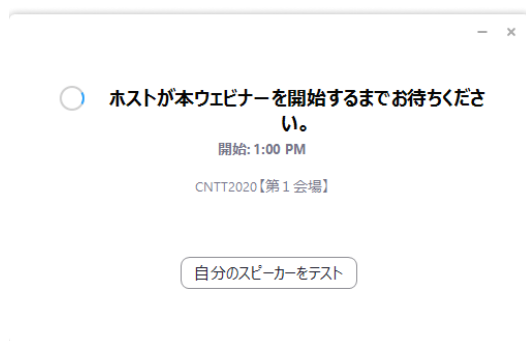 ホストが本ウェビナーを開始するまでお待ちくださ
い。
開始: 1:00 PM
CNTT2020【第１会場】
自分のスピーカーをテスト